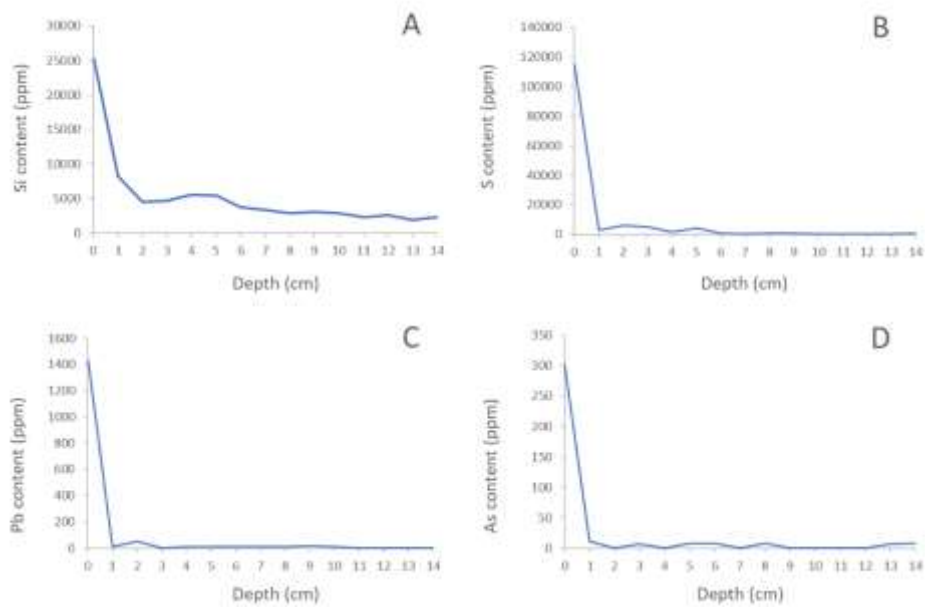 A
Si content (ppm)
30000
25000
20000
15000
10000
5000
0
0 1 2 3 4 5 6 7 8 9 10 11 12 13 14
Depth (cm)
B
S content (ppm)
140000
120000
100000
80000
60000
40000
20000
0
0 1 2 3 4 5 6 7 8 9 10 11 12 13 14
Depth (cm)
C
Pb content (ppm)
1600
1400
1200
1000
800
600
400
200
0
0 1 2 3 4 5 6 7 8 9 10 11 12 13 14
Depth (cm)
D
As content (ppm)
350
300
250
200
150
100
50
0
0 1 2 3 4 5 6 7 8 9 10 11 12 13 14
Depth (cm)